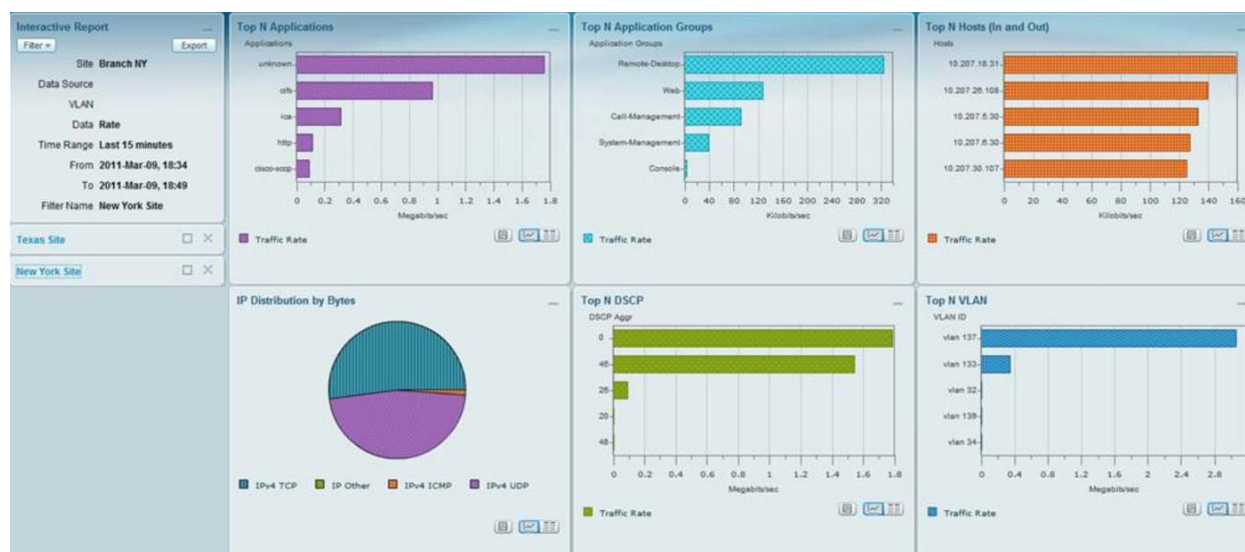 Interactive Report
Filter
Export
Site Branch NY
Data Source
VLAN
Data Rate
Time Range Last 15 minutes
From 2011-Mar-09, 18:34
To 2011-Mar-09, 18:49
Filter Name New York Site
Texas Site
New York Site
Top N Applications
Applications
unknown
cifs
ica
http
cisco-sccp
0 0.2 0.4 0.6 0.8 1 1.2 1.4 1.6 1.8
Megabits/sec
Traffic Rate
Top N Application Groups
Application Groups
Remote-Desktop
Web
Call-Management
System-Management
Console
0 40 80 120 160 200 240 280 320
Kilobits/sec
Traffic Rate
Top N Hosts (In and Out)
Hosts
10.207.18.31
10.207.26.108
10.207.5.30
10.207.6.30
10.207.30.107
0 20 40 60 80 100 120 140 160
Kilobits/sec
Traffic Rate
IP Distribution by Bytes
IPv4 TCP
IP Other
IPv4 ICMP
IPv4 UDP
Top N DSCP
DSCP Aggr
0
46
26
20
48
0 0.2 0.4 0.6 0.8 1 1.2 1.4 1.6 1.8
Megabits/sec
Traffic Rate
Top N VLAN
VLAN ID
vlan 137
vlan 133
vlan 32
vlan 34
0 0.4 0.8 1.2 1.6 2 2.4 2.8
Megabits/sec
Traffic Rate